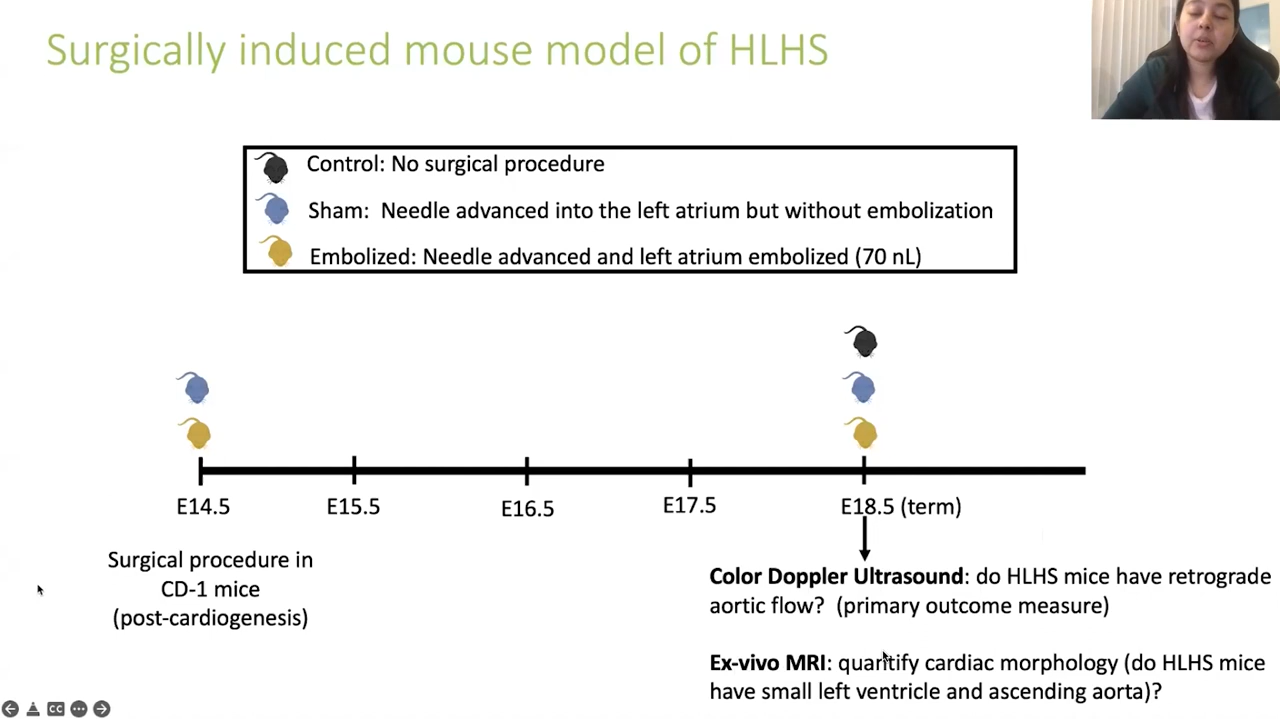 Surgically induced mouse model of HLHS
Control: No surgical procedure
Sham: Needle advanced into the left atrium but without embolization
Embolized: Needle advanced and left atrium embolized (70 nL)
E14.5
E15.5
E16.5
E17.5
E18.5 (term)
Surgical procedure in
CD-1 mice
(post-cardiogenesis)
Color Doppler Ultrasound: do HLHS mice have retrograde
aortic flow? (primary outcome measure)
Ex-vivo MRI: quantify cardiac morphology (do HLHS mice
have small left ventricle and ascending aorta)?
CC